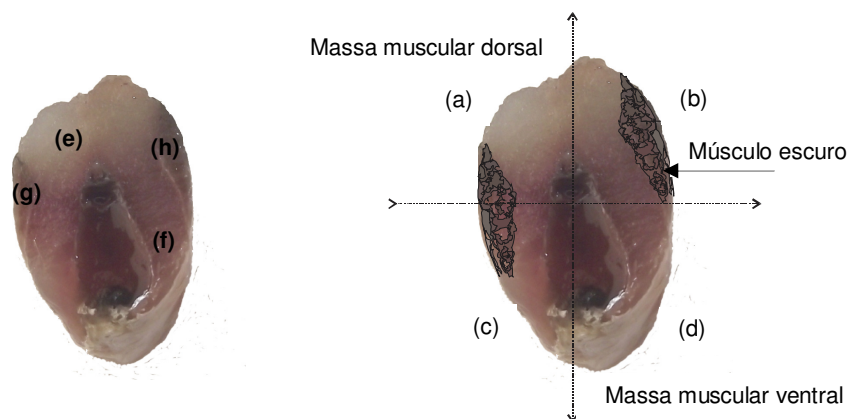 (e)
(h)
(g)
(f)
Massa muscular dorsal
(a)
(b)
Músculo escuro
(c)
(d)
Massa muscular ventral